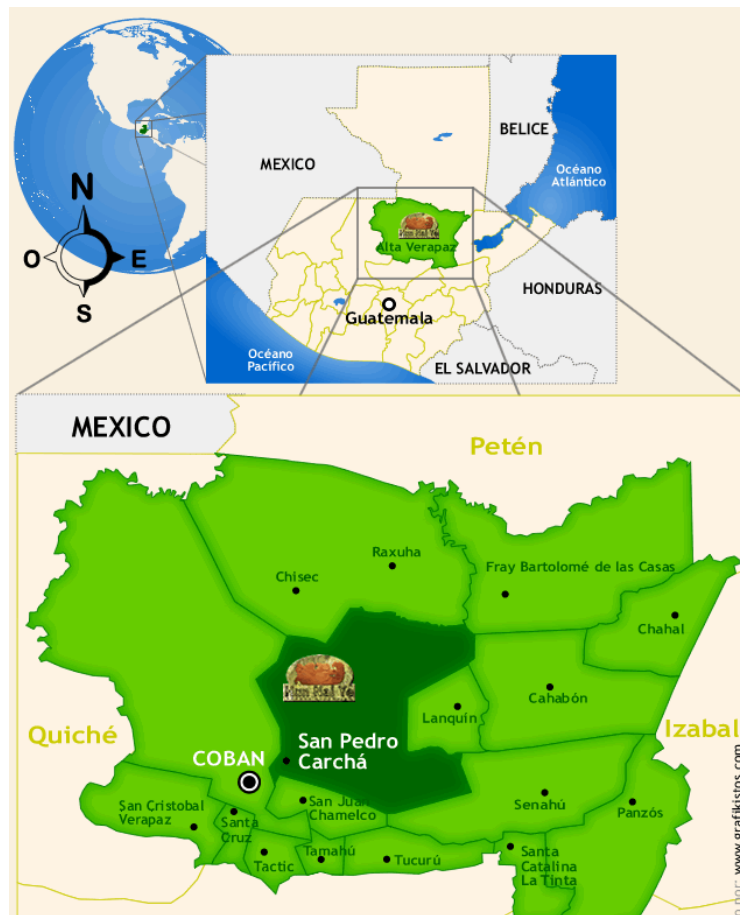 N
O
E
S
MEXICO
BELICE
Océano
Atlántico
Alta Verapaz
HONDURAS
Guatemala
Océano
Pacífico
EL SALVADOR
MEXICO
Petén
Raxuha
Chisec
Fray Bartolomé de las Casas
Chahal
Cahabón
Lanquín
Quiché
Izabal
San Pedro
Carchá
COBAN
San Cristobal
Verapaz
Santa
Cruz
San Juan
Chamelco
Senahú
Panzós
Tactic
Tamahú
Tucurú
Santa
Catalina
La Tinta
por: www.grafikistos.com